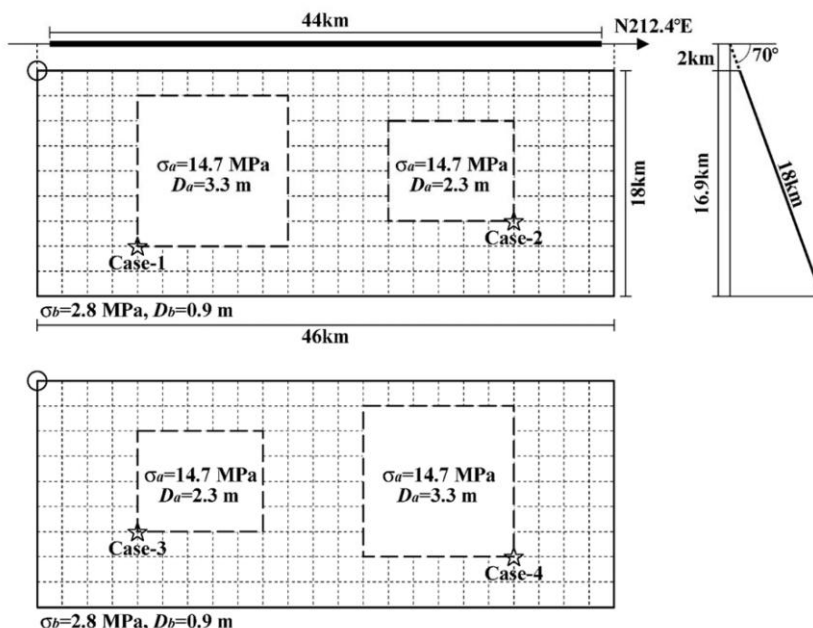 44km
N212.4°E
2km
70°
σa=14.7 MPa
Da=3.3 m
σa=14.7 MPa
Da=2.3 m
Case-1
Case-2
18km
16.9km
18km
σb=2.8 MPa, Db=0.9 m
46km
σa=14.7 MPa
Da=2.3 m
σa=14.7 MPa
Da=3.3 m
Case-3
Case-4
σb=2.8 MPa, Db=0.9 m